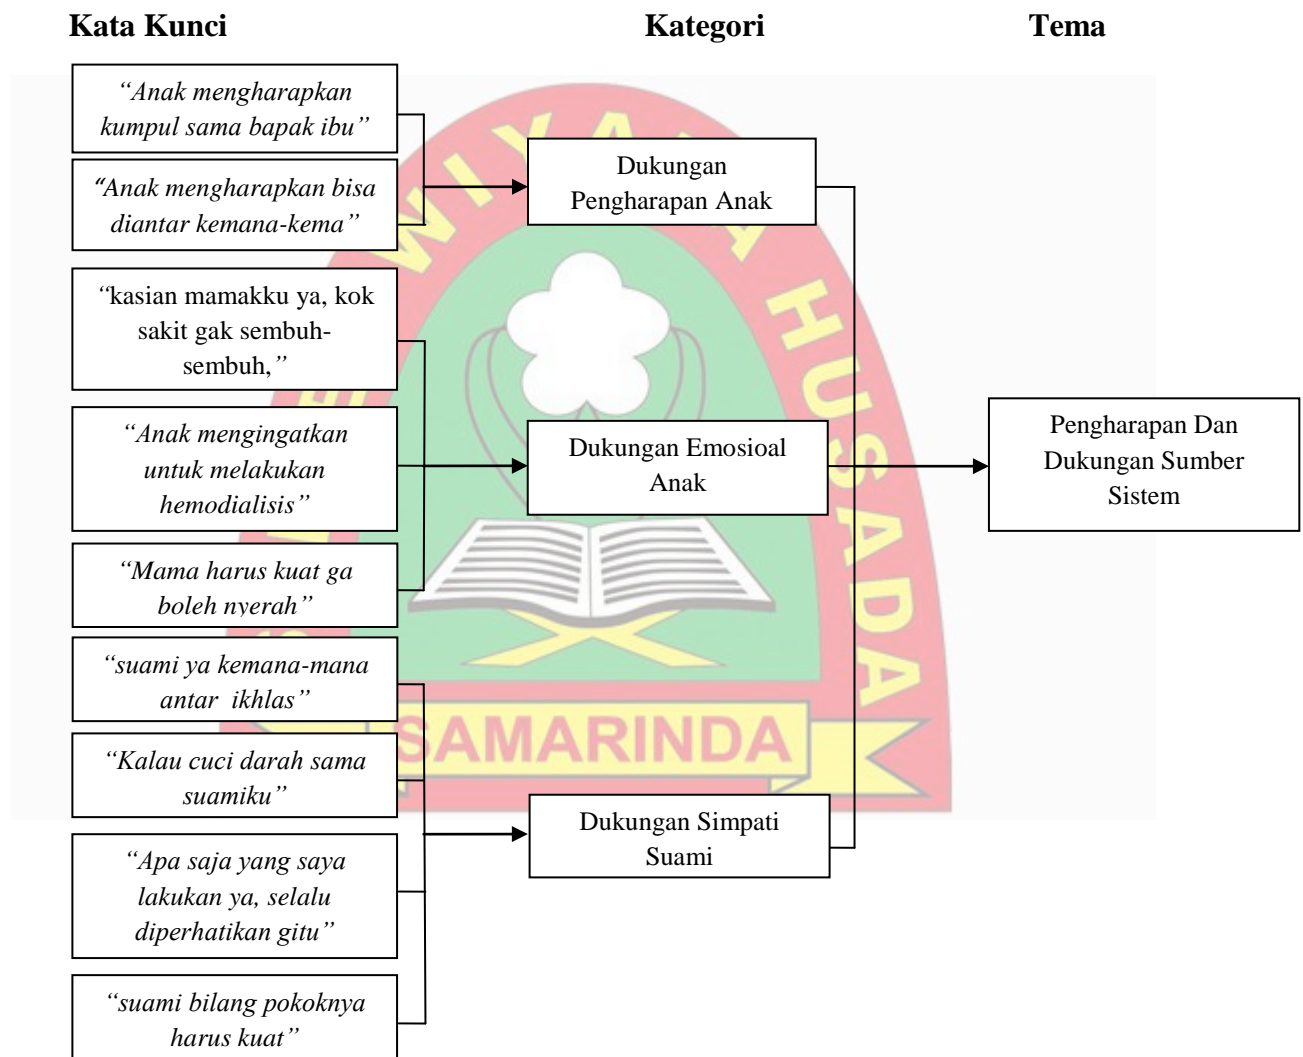 Kata Kunci
Kategori
Tema
“Anak mengharapkan
kumpul sama bapak ibu”
“Anak mengharapkan bisa
diantar kemana-kema”
“kasian mamakku ya, kok
sakit gak sembuh-
sembuh,”
“Anak mengingatkan
untuk melakukan
hemodialisis”
“Mama harus kuat ga
boleh nyerah”
“suami ya kemana-mana
antar  ikhlas”
“Kalau cuci darah sama
suamiku”
“Apa saja yang saya
lakukan ya, selalu
diperhatikan gitu”
“suami bilang pokoknya
harus kuat”
Dukungan
Pengharapan Anak
Dukungan Emosioal
Anak
Dukungan Simpati
Suami
Pengharapan Dan
Dukungan Sumber
Sistem
HUSADA
SAMARINDA